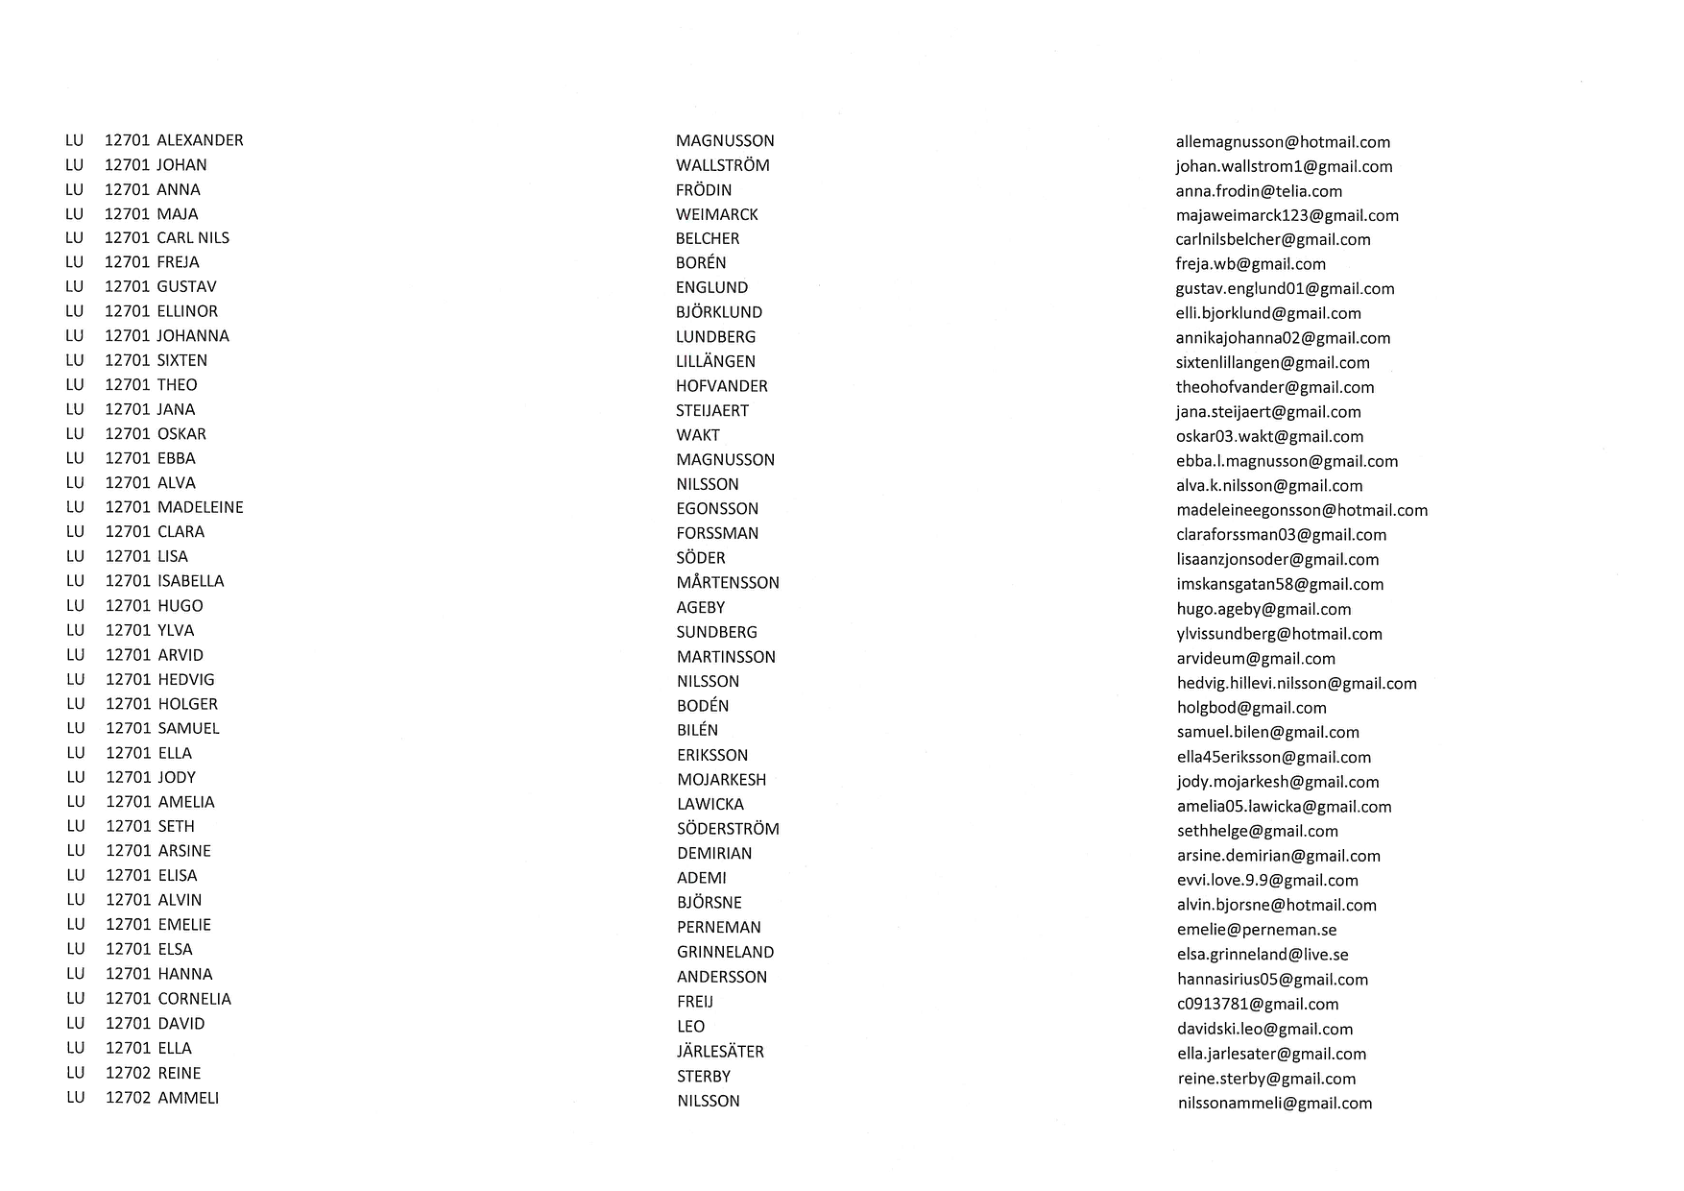 LU 12701 ALEXANDER MAGNUSSON allemagnusson@hotmail.com
LU 12701 JOHAN WALLSTRÖM johan.wallstrom1@gmail.com
LU 12701 ANNA FRÖDIN anna.frodin@telia.com
LU 12701 MAJA WEIMARCK majaweimarck123@gmail.com
LU 12701 CARL NILS BELCHER carlnilsbelcher@gmail.com
LU 12701 FREJA BORÉN freja.wb@gmail.com
LU 12701 GUSTAV ENGLUND gustav.englund01@gmail.com
LU 12701 ELLINOR BJÖRKLUND elli.bjorklund@gmail.com
LU 12701 JOHANNA LUNDBERG annikajohanna02@gmail.com
LU 12701 SIXTEN LILLÄNGEN sixtenlillangen@gmail.com
LU 12701 THEO HOFVANDER theohofvander@gmail.com
LU 12701 JANA STEIJAERT jana.steijaert@gmail.com
LU 12701 OSKAR WAKT oskar03.wakt@gmail.com
LU 12701 EBBA MAGNUSSON ebba.l.magnusson@gmail.com
LU 12701 ALVA NILSSON alva.k.nilsson@gmail.com
LU 12701 MADELEINE EGONSSON madeleineegonsson@hotmail.com
LU 12701 CLARA FORSSMAN claraforssman03@gmail.com
LU 12701 LISA SÖDER lisaanzjonsoder@gmail.com
LU 12701 ISABELLA MÅRTENSSON imskansgatan58@gmail.com
LU 12701 HUGO AGEBY hugo.ageby@gmail.com
LU 12701 YLVA SUNDBERG ylvissundberg@hotmail.com
LU 12701 ARVID MARTINSSON arvideum@gmail.com
LU 12701 HEDVIG NILSSON hedvig.hillevi.nilsson@gmail.com
LU 12701 HOLGER BODÉN holgbod@gmail.com
LU 12701 SAMUEL BILÉN samuel.bilen@gmail.com
LU 12701 ELLA ERIKSSON ella45eriksson@gmail.com
LU 12701 JODY MOJARKESH jody.mojarkesh@gmail.com
LU 12701 AMELIA LAWICKA amelia05.lawicka@gmail.com
LU 12701 SETH SÖDERSTRÖM sethhelge@gmail.com
LU 12701 ARSINE DEMIRIAN arsine.demirian@gmail.com
LU 12701 ELISA ADEMI evvi.love.9.9@gmail.com
LU 12701 ALVIN BJÖRSNE alvin.bjorsne@hotmail.com
LU 12701 EMELIE PERNEMAN emelie@perneman.se
LU 12701 ELSA GRINNELAND elsa.grinneland@live.se
LU 12701 HANNA ANDERSSON hannasirius05@gmail.com
LU 12701 CORNELIA FREIJ c0913781@gmail.com
LU 12701 DAVID LEO davidski.leo@gmail.com
LU 12701 ELLA JÄRLESÄTER ella.jarlesater@gmail.com
LU 12702 REINE STERBY reine.sterby@gmail.com
LU 12702 AMMELI NILSSON nilssonammeli@gmail.com